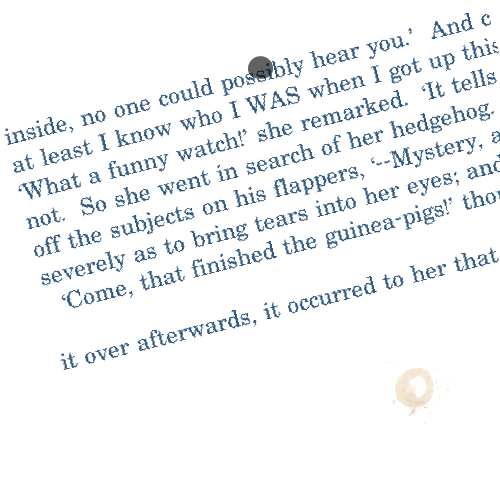 inside, no one could possibly hear you.'  And c
at least I know who I WAS when I got up this
'What a funny watch!' she remarked.  'It tells
not.  So she went in search of her hedgehog.
off the subjects on his flappers, '--Mystery, a
severely as to bring tears into her eyes; and
'Come, that finished the guinea-pigs!' thou
it over afterwards, it occurred to her that